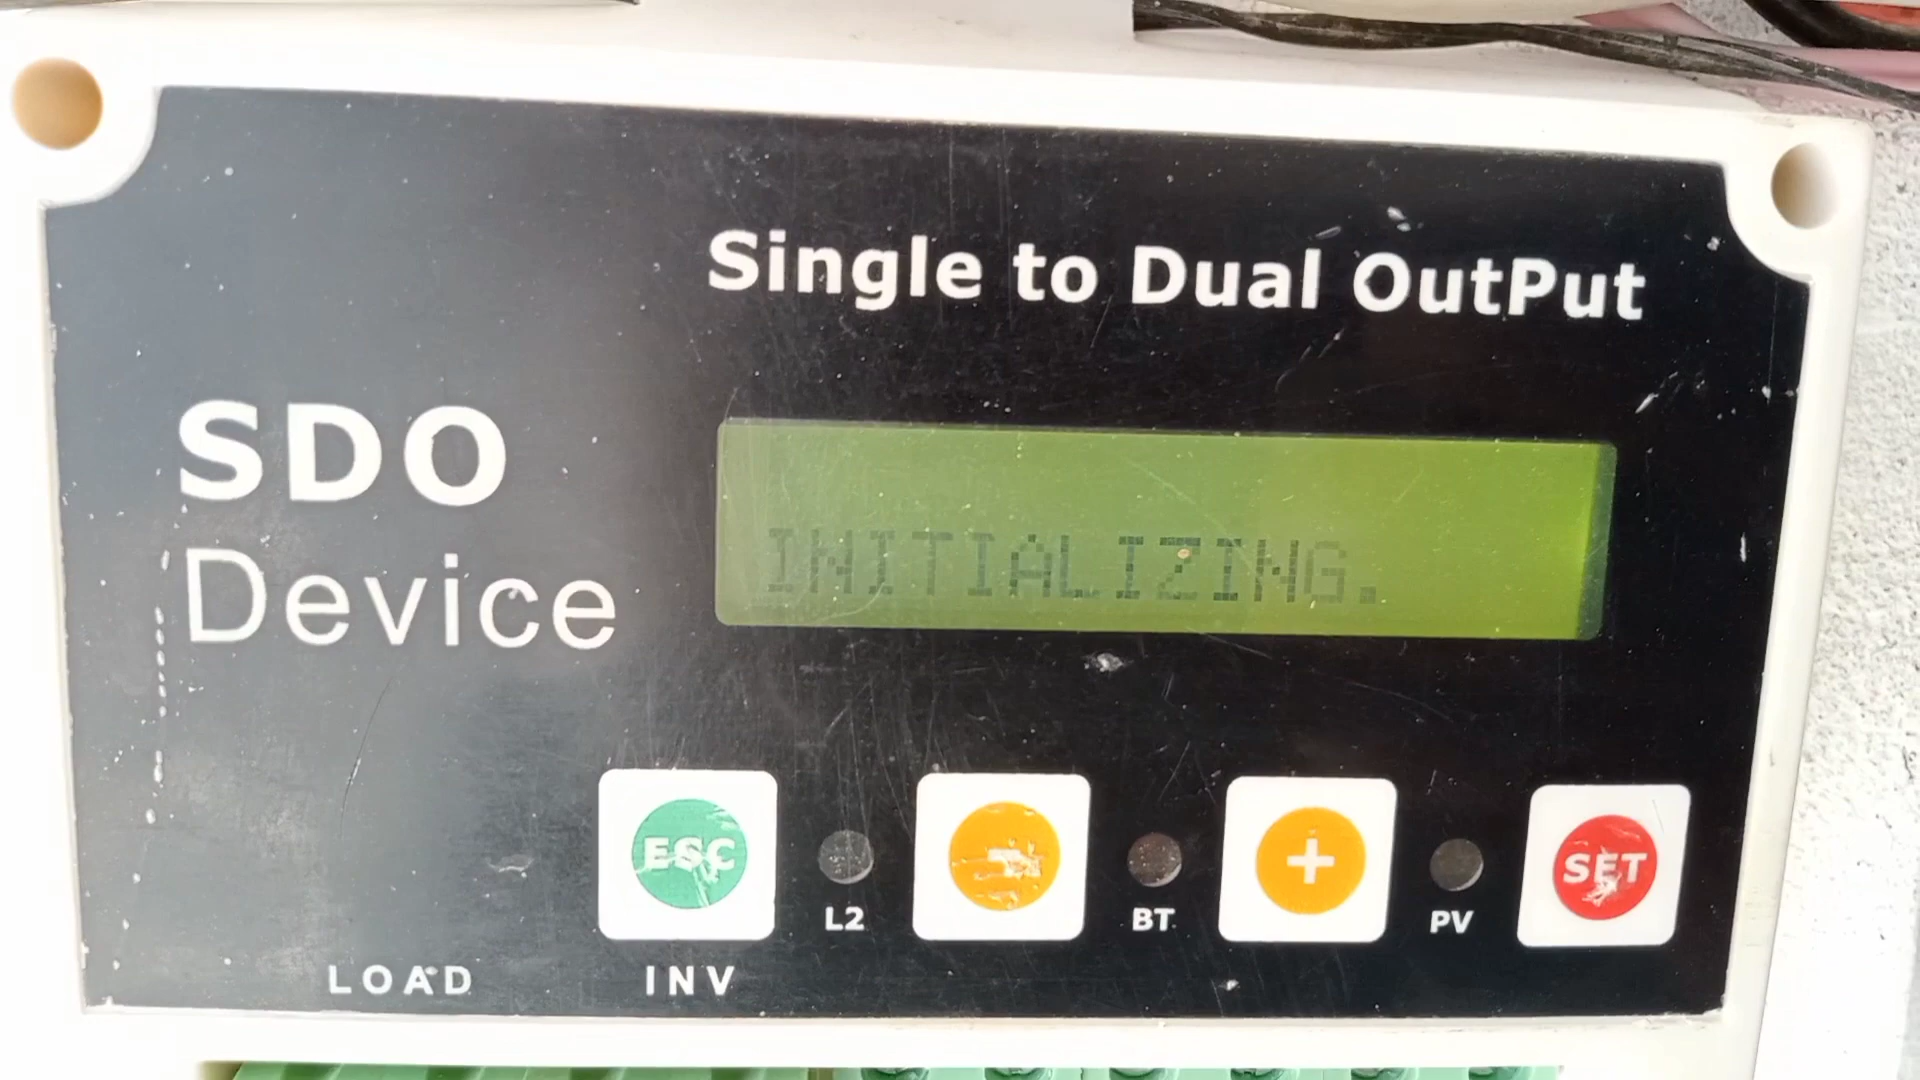 Single to Dual OutPut
SDO
Device
INITIALIZING.
ESC
L2
-
BT
+
PV
SET
LOAD
INV